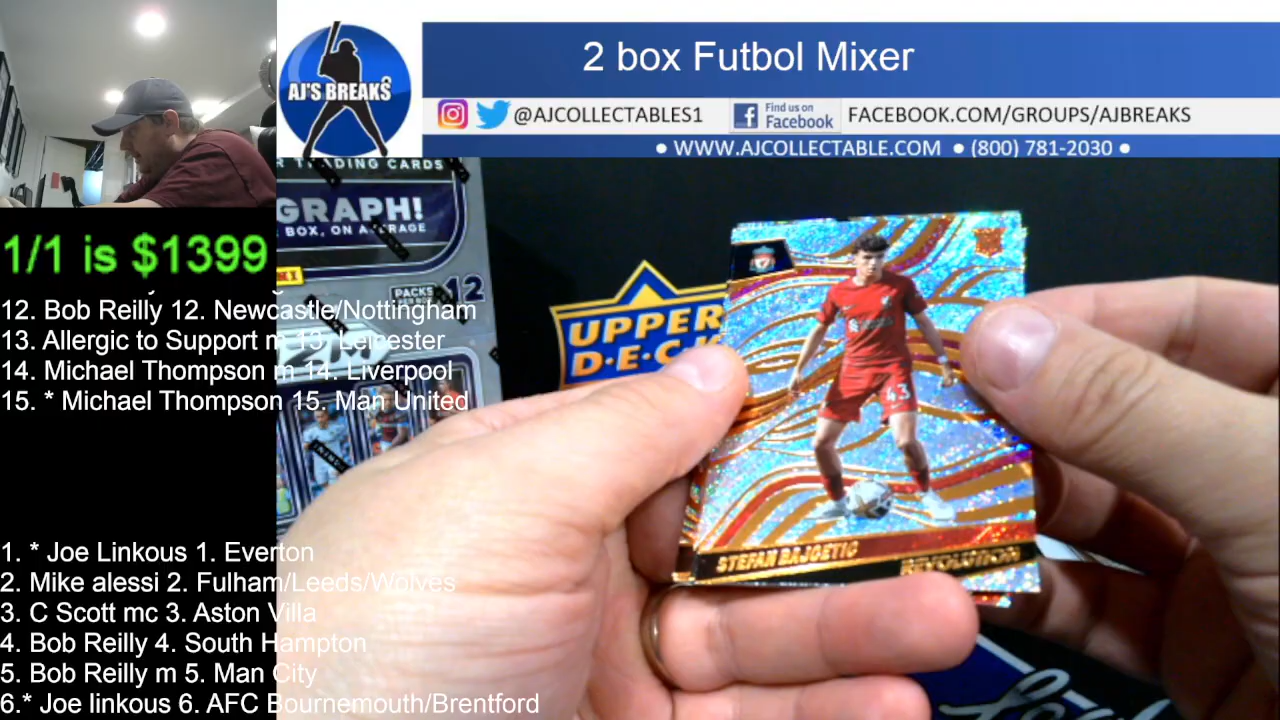 2 box Futbol Mixer
AJ'S BREAKS
@AJCOLLECTABLES1
Find us on
Facebook
FACEBOOK.COM/GROUPS/AJBREAKS
• WWW.AJCOLLECTABLE.COM • (800) 781-2030 •
TRADING CARDS
GRAPH!
BOX, ON AVERAGE
PACKS
12
UPPER
D·E·C
STEFAN BAJCETIC
REVOLUTION
43
1/1 is $1399
12. Bob Reilly 12. Newcastle/Nottingham
13. Allergic to Support m 13. Leicester
14. Michael Thompson m 14. Liverpool
15. * Michael Thompson 15. Man United
1. * Joe Linkous 1. Everton
2. Mike alessi 2. Fulham/Leeds/Wolves
3. C Scott mc 3. Aston Villa
4. Bob Reilly 4. South Hampton
5. Bob Reilly m 5. Man City
6.* Joe linkous 6. AFC Bournemouth/Brentford